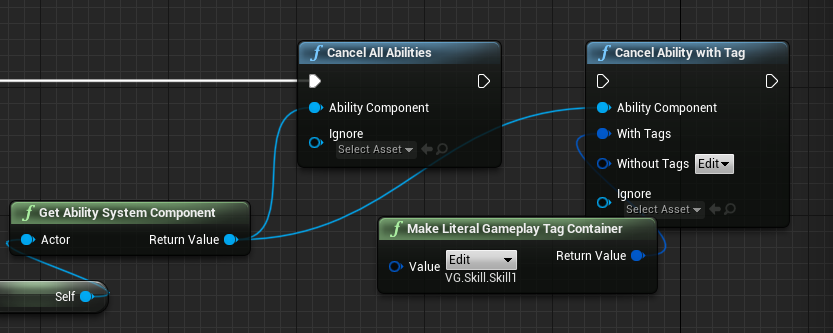 f Cancel All Abilities
Ability Component
Ignore
Select Asset
f Cancel Ability with Tag
Ability Component
With Tags
Without Tags Edit
Ignore
Select Asset
f Get Ability System Component
Actor Return Value
f Make Literal Gameplay Tag Container
Value Edit Return Value
VG.Skill.Skill1
Self